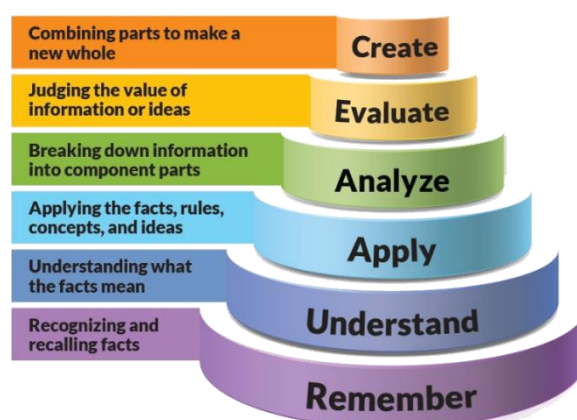 Combining parts to make a
new whole
Create
Judging the value of
information or ideas
Evaluate
Breaking down information
into component parts
Analyze
Applying the facts, rules,
concepts, and ideas
Apply
Understanding what
the facts mean
Understand
Recognizing and
recalling facts
Remember